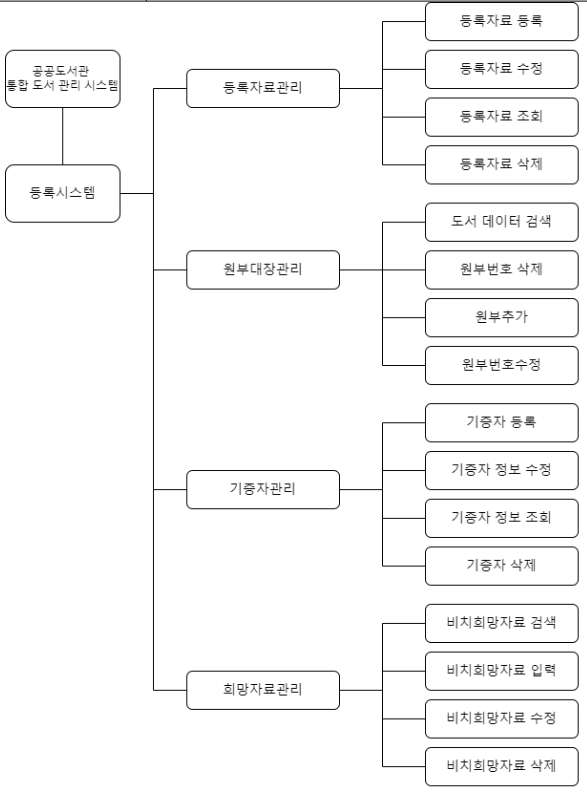 공공도서관
통합 도서 관리 시스템
등록시스템
등록자료관리
등록자료 등록
등록자료 수정
등록자료 조회
등록자료 삭제
원부대장관리
도서 데이터 검색
원부번호 삭제
원부추가
원부번호수정
기증자관리
기증자 등록
기증자 정보 수정
기증자 정보 조회
기증자 삭제
희망자료관리
비치희망자료 검색
비치희망자료 입력
비치희망자료 수정
비치희망자료 삭제